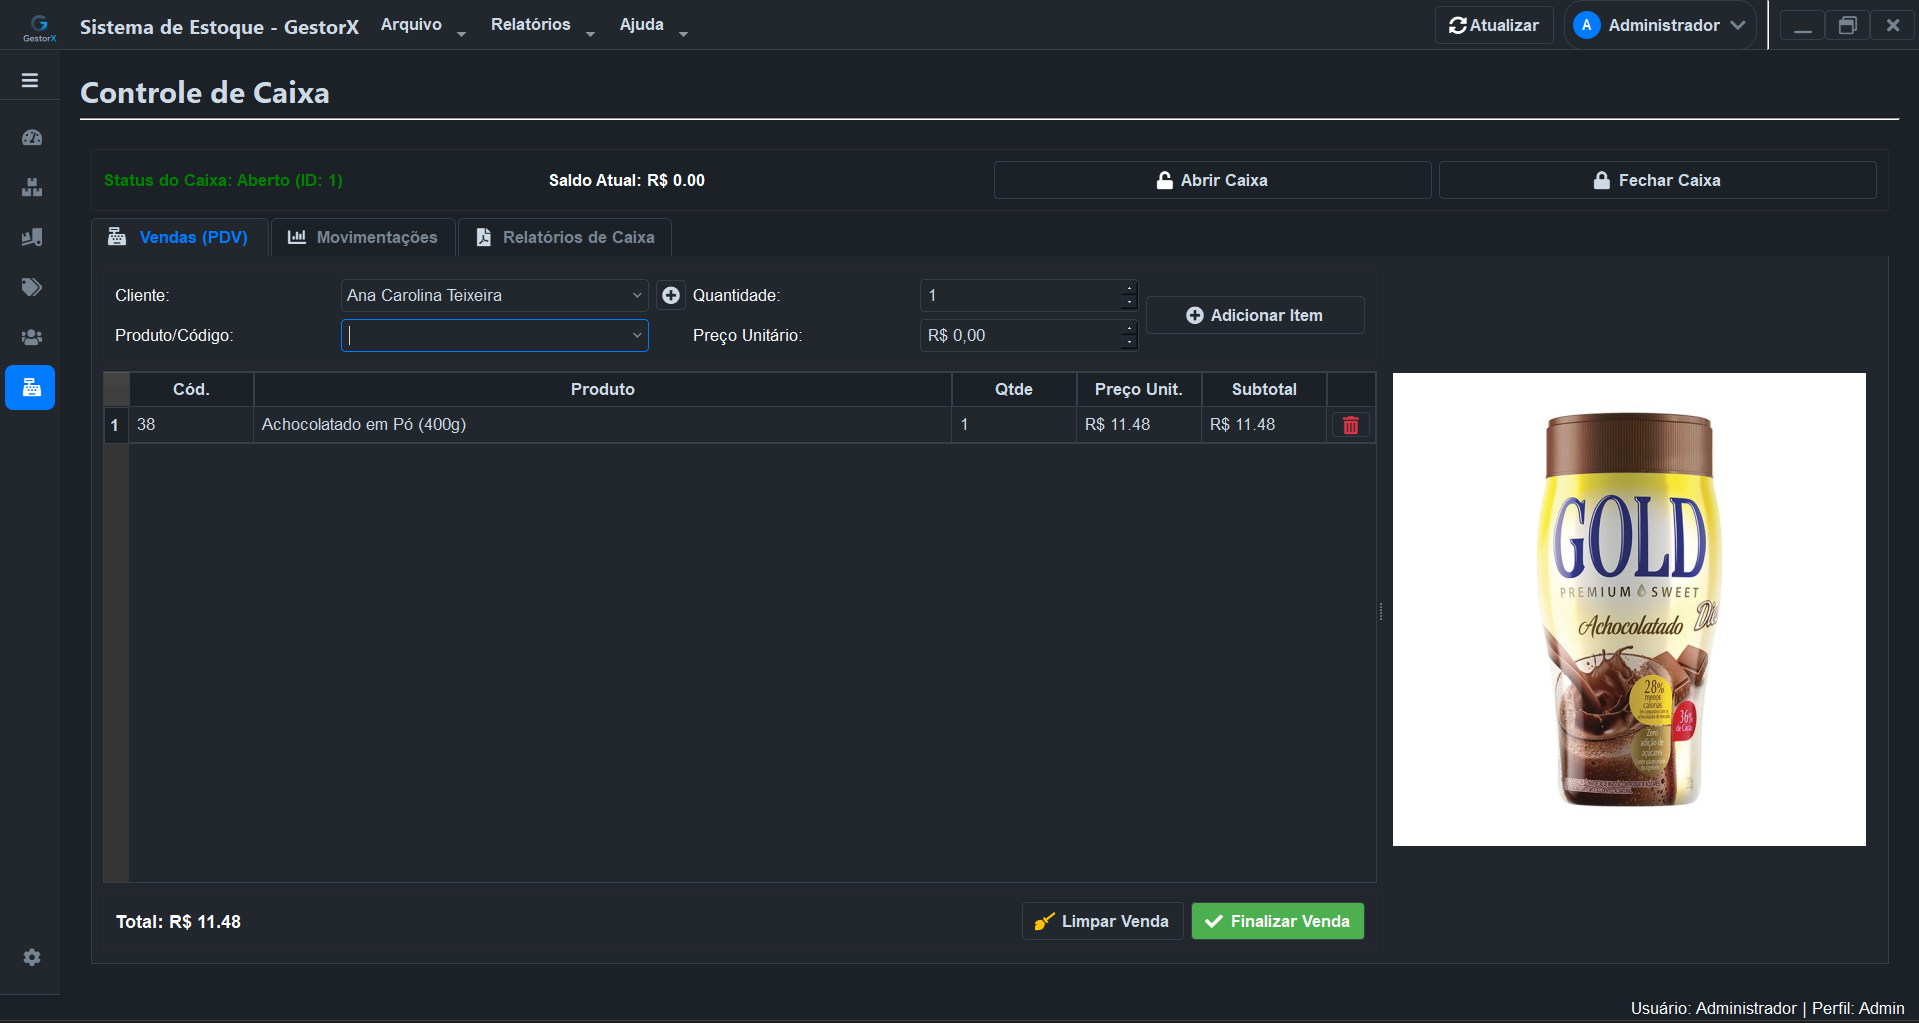 G
GestorX
Sistema de Estoque - GestorX
Arquivo
Relatórios
Ajuda
Atualizar
A
Administrador
Controle de Caixa
Status do Caixa: Aberto (ID: 1)
Saldo Atual: R$ 0.00
Abrir Caixa
Fechar Caixa
Vendas (PDV)
Movimentações
Relatórios de Caixa
Cliente:
Ana Carolina Teixeira
Quantidade:
1
Adicionar Item
Produto/Código:
Preço Unitário:
R$ 0,00
Cód.
Produto
Qtde
Preço Unit.
Subtotal
1
38
Achocolatado em Pó (400g)
1
R$ 11.48
R$ 11.48
GOLD
PREMIUM SWEET
Achocolatado
28%
menos
calorias
36%
de Cacau
Zero
adição de
açúcares
Total: R$ 11.48
Limpar Venda
Finalizar Venda
Usuário: Administrador | Perfil: Admin